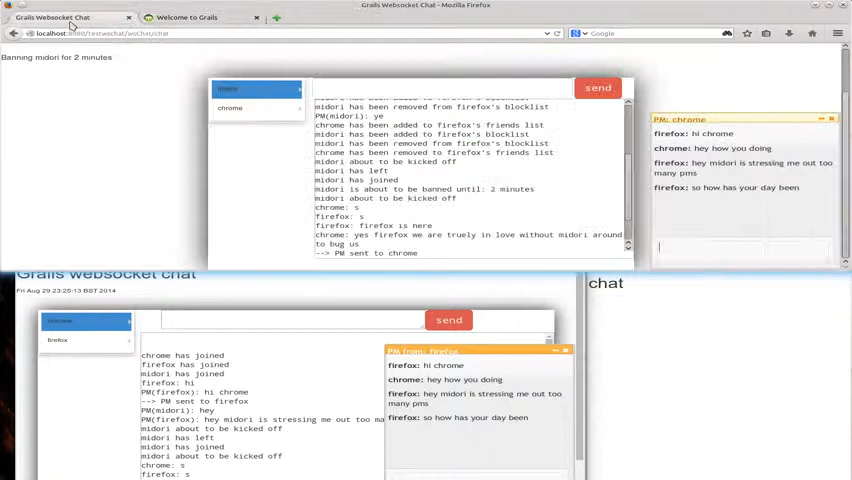 Grails Websocket Chat - Mozilla Firefox
Grails Websocket Chat
Welcome to Grails
localhost:8080/testwschat/wsChat/chat
Google
Banning midori for 2 minutes
send
chrome
midori has been removed from firefox's blocklist
PM(midori): ye
chrome has been added to firefox's friends list
midori has been added to firefox's blocklist
midori has been removed from firefox's blocklist
chrome has been removed to firefox's friends list
midori about to be kicked off
midori has left
midori has joined
midori is about to be banned until: 2 minutes
midori about to be kicked off
chrome: s
firefox: s
firefox: firefox is here
chrome: yes firefox we are truely in love without midori around
to bug us
--> PM sent to chrome
PM: chrome
firefox: hi chrome
chrome: hey how you doing
firefox: hey midori is stressing me out too
many pms
firefox: so how has your day been
Grails websocket chat
Fri Aug 29 23:25:13 BST 2014
chat
chrome
firefox
send
chrome has joined
firefox has joined
midori has joined
firefox: hi
PM(firefox): hi chrome
--> PM sent to firefox
PM(midori): hey
PM(firefox): hey midori is stressing me out too
midori about to be kicked off
midori has left
midori has joined
midori about to be kicked off
chrome: s
firefox: s
PM from: firefox
firefox: hi chrome
chrome: hey how you doing
firefox: hey midori is stressing me out too
many pms
firefox: so how has your day been